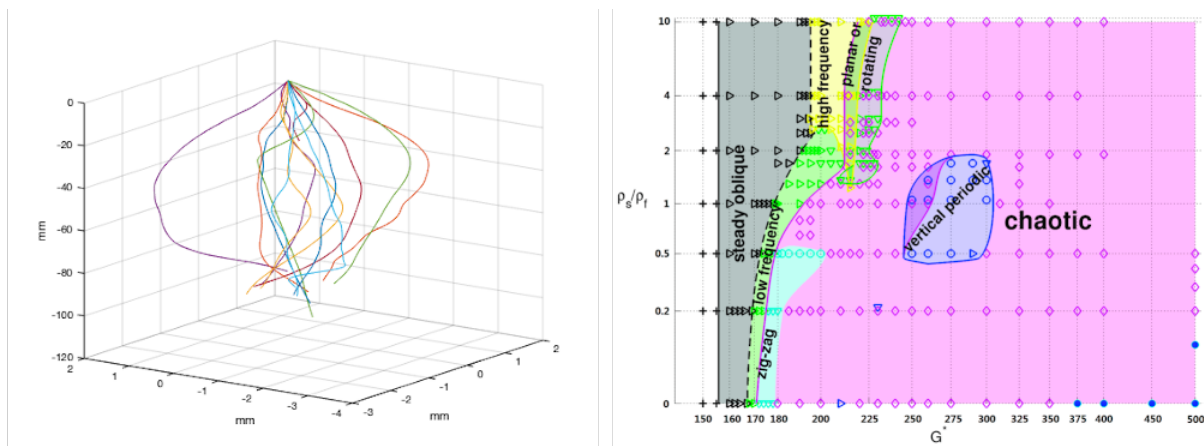 0
-20
-40
-60
-80
-100
-120
mm
2
1
0
-1
-2
-3
-4
mm
-3
-2
-1
0
1
2
mm
10
4
2
1
0.5
0.2
0
ρs/ρf
steady oblique
high frequency
planar or
rotating
low frequency
zig-zag
vertical periodic
chaotic
150 160 170 180 200 225 250 275 300 325 350 375 400 450 500
G*